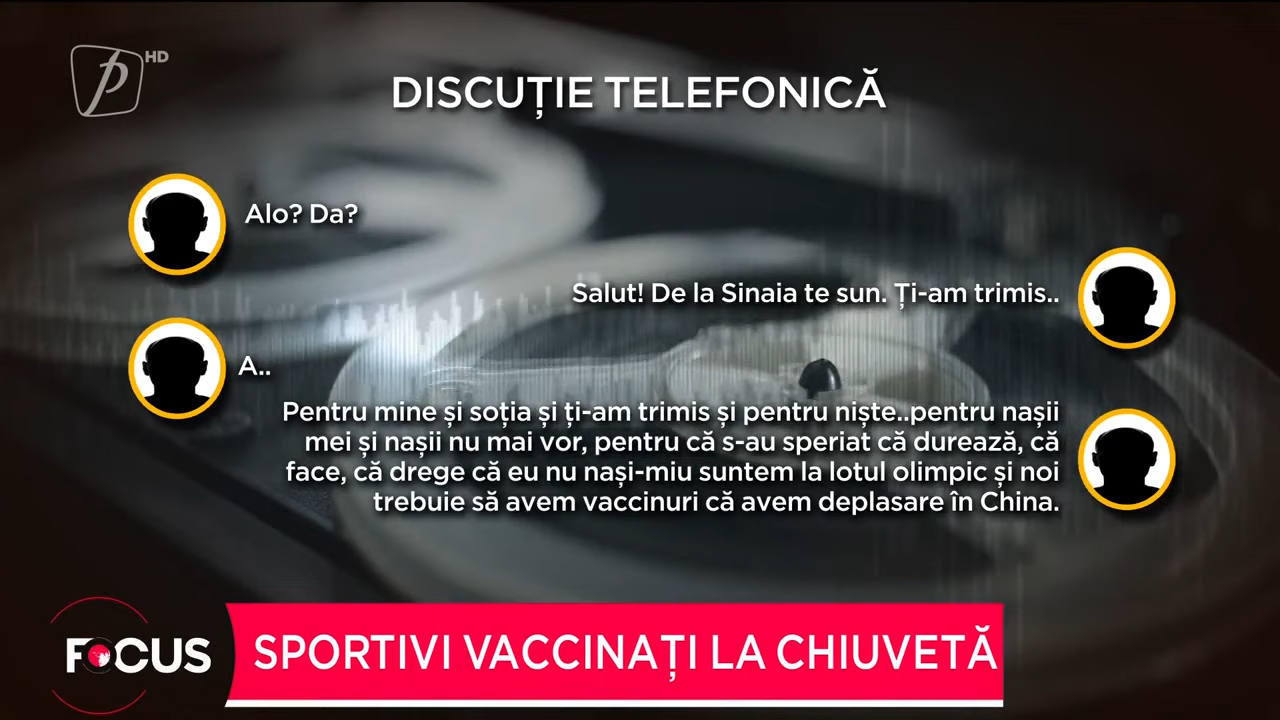 p HD
DISCUȚIE TELEFONICĂ
Alo? Da?
Salut! De la Sinaia te sun. Ți-am trimis..
A..
Pentru mine și soția și ți-am trimis și pentru niște..pentru nașii
mei și nașii nu mai vor, pentru că s-au speriat că durează, că
face, că drege că eu nu nași-miu suntem la lotul olimpic și noi
trebuie să avem vaccinuri că avem deplasare în China.
FOCUS
SPORTIVI VACCINAȚI LA CHIUVETĂ